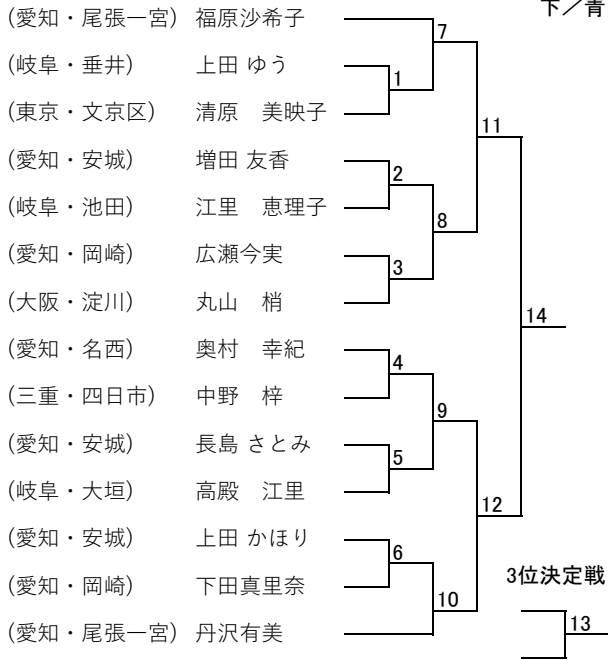 下／青
(愛知・尾張一宮) 福原沙希子
7
(岐阜・垂井) 上田 ゆう
1
(東京・文京区) 清原　美映子
11
(愛知・安城) 増田 友香
2
(岐阜・池田) 江里　恵理子
8
(愛知・岡崎) 広瀬今実
3
(大阪・淀川) 丸山　梢
14
(愛知・名西) 奥村　幸紀
4
(三重・四日市) 中野　梓
9
(愛知・安城) 長島 さとみ
5
(岐阜・大垣) 高殿　江里
12
(愛知・安城) 上田 かほり
6
(愛知・岡崎) 下田真里奈
3位決定戦
10
13
(愛知・尾張一宮) 丹沢有美